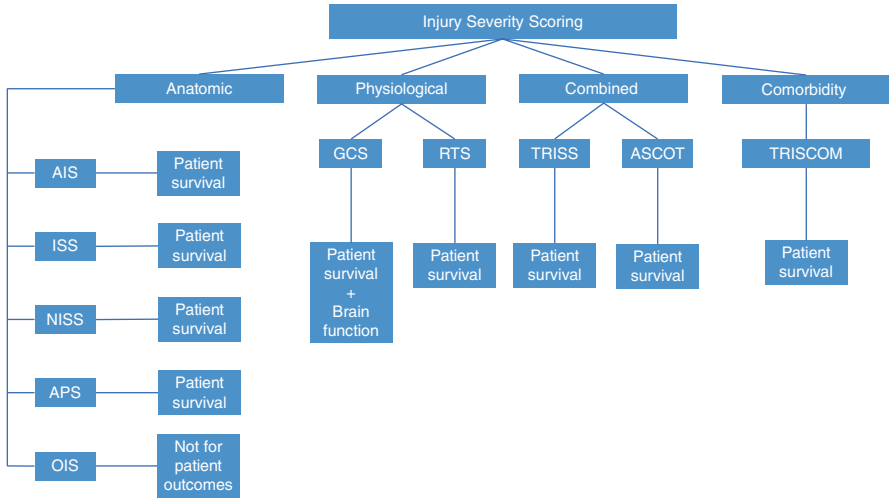 Injury Severity Scoring
Anatomic
Physiological
Combined
Comorbidity
GCS
RTS
TRISS
ASCOT
TRISCOM
AIS
Patient
survival
ISS
Patient
survival
NISS
Patient
survival
APS
Patient
survival
OIS
Not for
patient
outcomes
Patient
survival
+
Brain
function
Patient
survival
Patient
survival
Patient
survival
Patient
survival